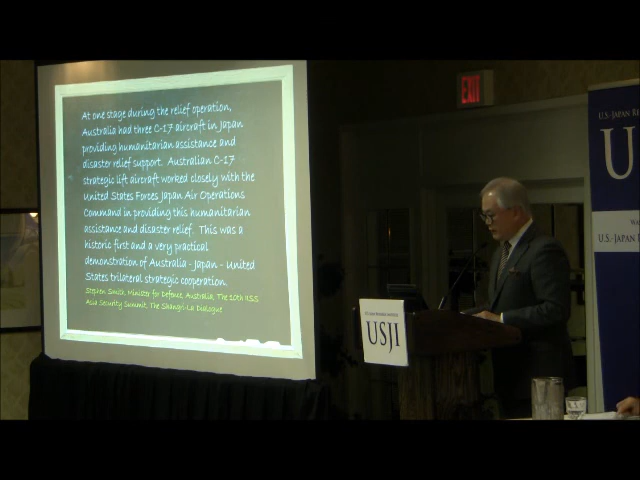 At one stage during the relief operation,
Australia had three C-17 aircraft in Japan
providing humanitarian assistance and
disaster relief support. Australian C-17
strategic lift aircraft worked closely with the
United States Forces Japan Air Operations
Command in providing this humanitarian
assistance and disaster relief. This was a
historic first and a very practical
demonstration of Australia - Japan - United
States trilateral strategic cooperation.
Stephen Smith, Minister for Defence Australia, The 10th IISS
Asia Security Summit, The Shangri-La Dialogue
EXIT
USJI
U.S.-JAPAN RE
U
WA
U.S.-JAPAN